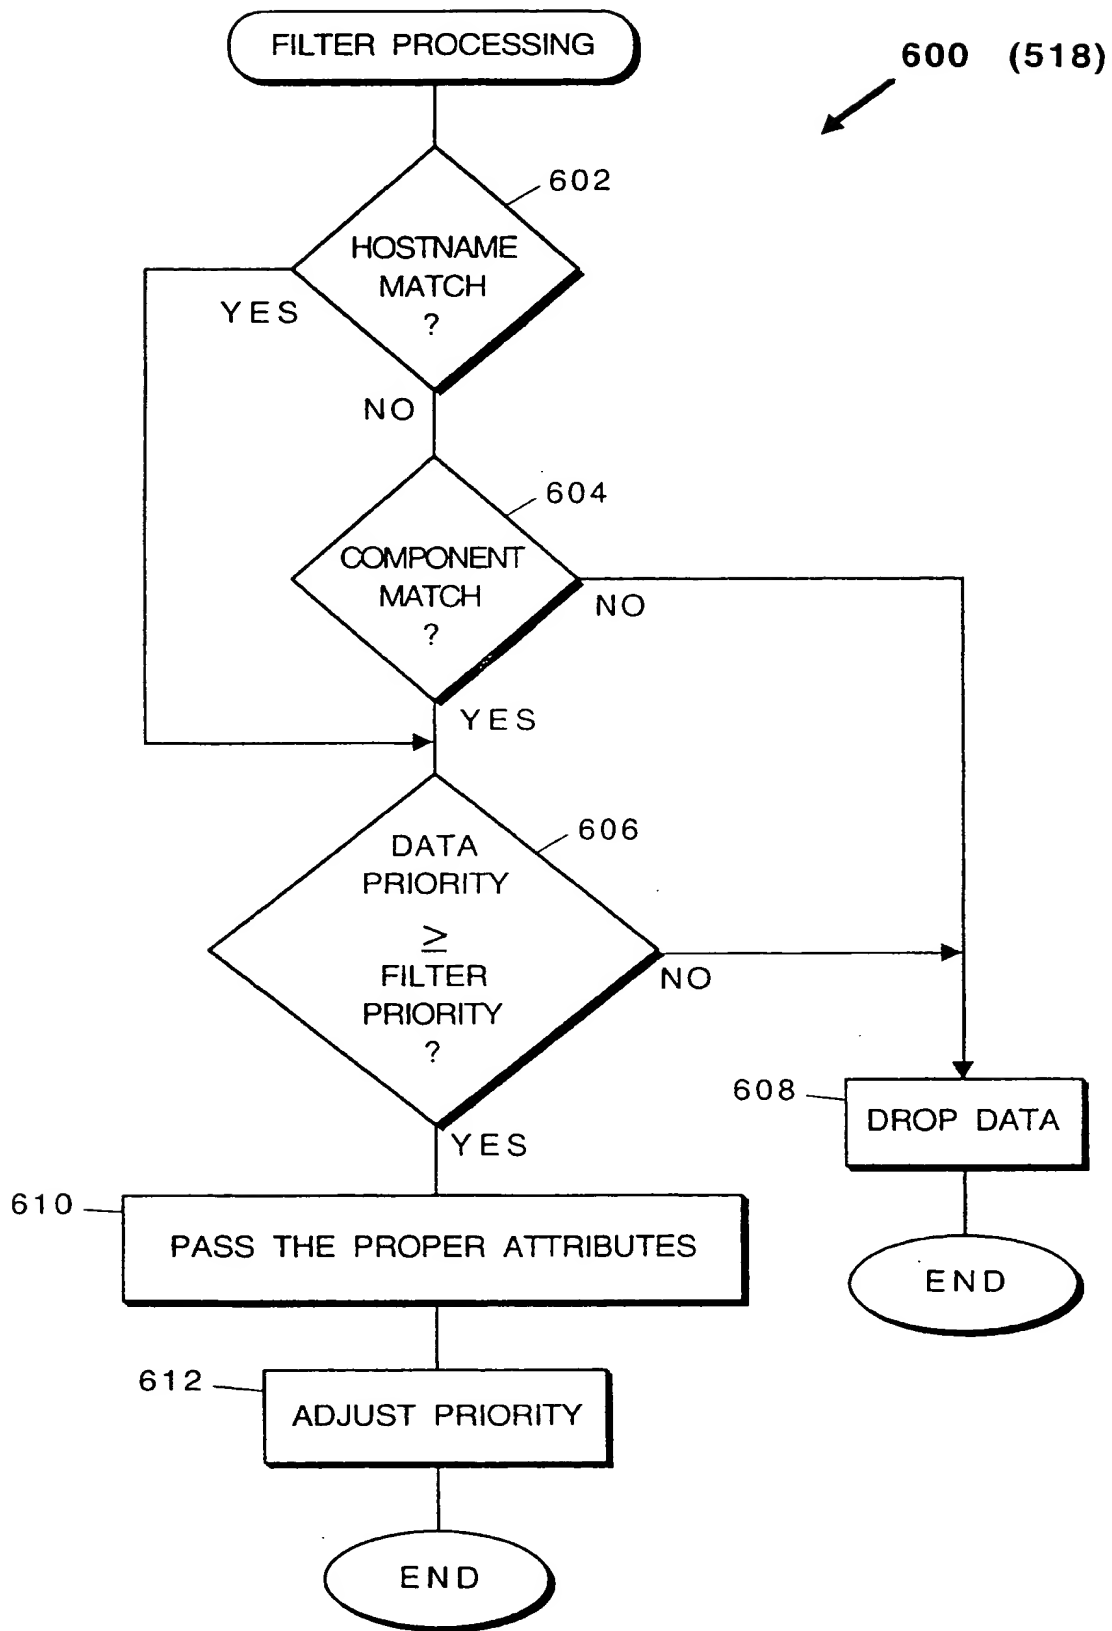 FILTER PROCESSING
600 (518)
602
HOSTNAME
MATCH
?
YES
NO
604
COMPONENT
MATCH
?
NO
YES
606
DATA
PRIORITY
≥
FILTER
PRIORITY
?
NO
YES
608
DROP DATA
610
PASS THE PROPER ATTRIBUTES
END
612
ADJUST PRIORITY
END